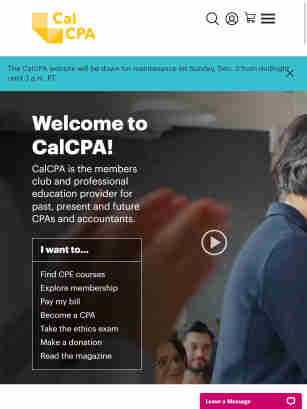 Cal
CPA
The CalCPA website will be down for maintenance on Sunday, Dec. 3 from midnight
until 3 a.m. PT.
Welcome to
CalCPA!
CalCPA is the members
club and professional
education provider for
past, present and future
CPAs and accountants.
I want to...
Find CPE courses
Explore membership
Pay my bill
Become a CPA
Take the ethics exam
Make a donation
Read the magazine
Leave a Message